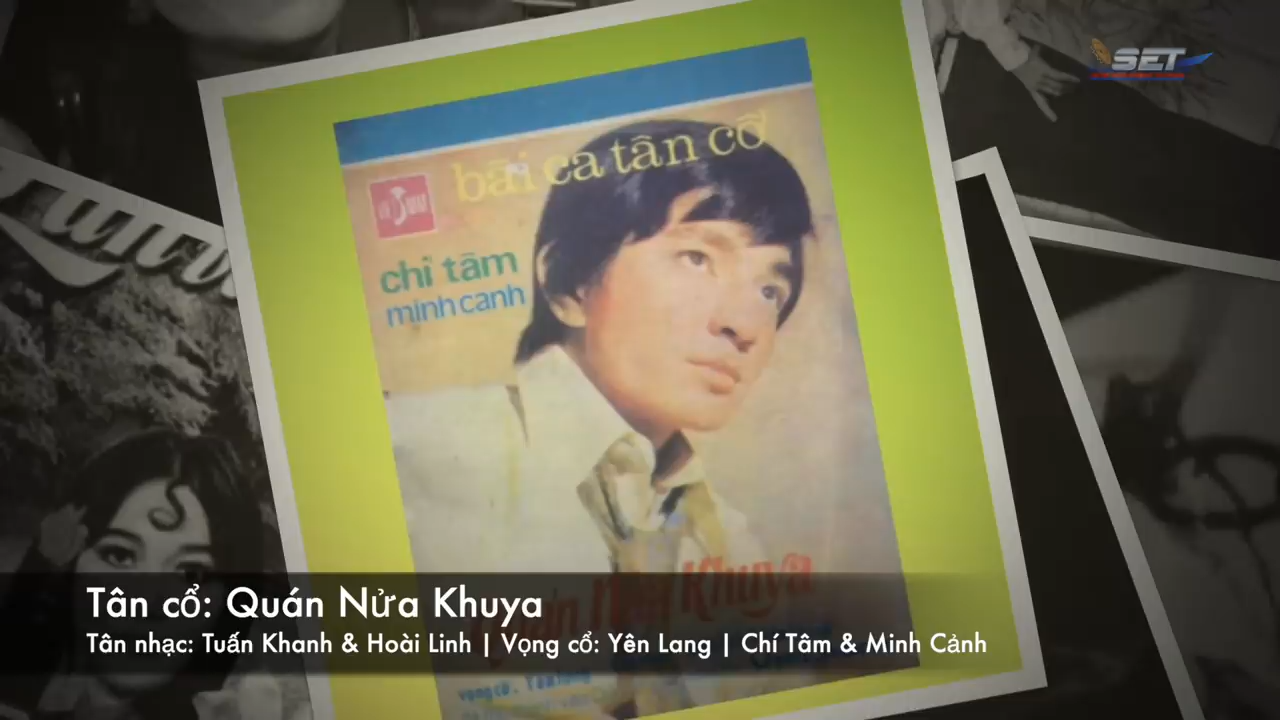 SET
bài ca tân cổ
chí tâm
minh cảnh
Khuya
Tân cổ: Quán Nửa Khuya
Tân nhạc: Tuấn Khanh & Hoài Linh | Vọng cổ: Yên Lang | Chí Tâm & Minh Cảnh